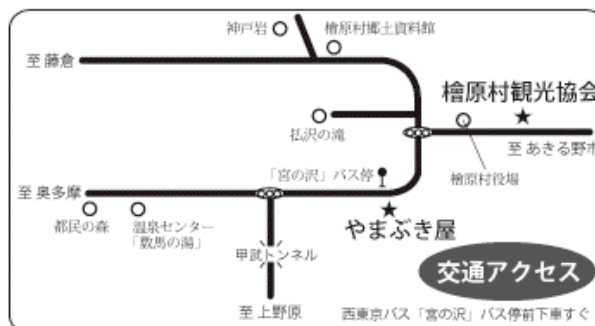 神戸岩
檜原村郷土資料館
至 藤倉
檜原村観光協会
払沢の滝
至 あきる野市
「宮の沢」バス停
檜原村役場
至 奥多摩
都民の森
温泉センター
「数馬の湯」
やまぶき屋
甲武トンネル
交通アクセス
至 上野原
西東京バス「宮の沢」バス停前下車すぐ